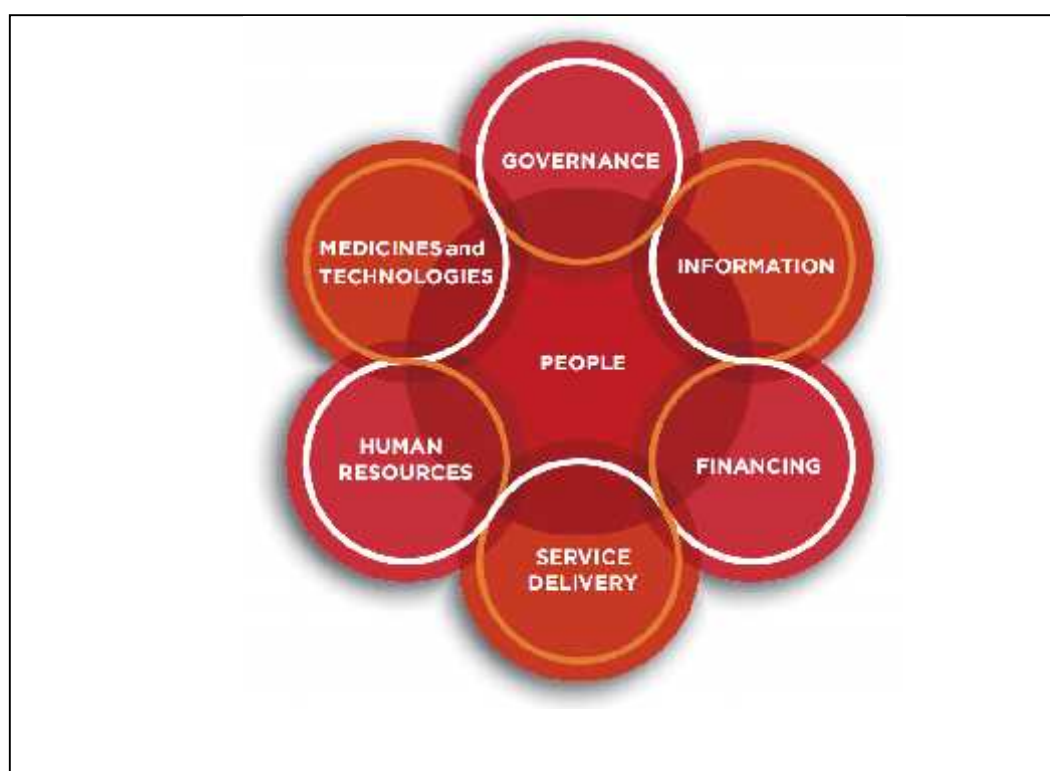 GOVERNANCE
MEDICINES and
TECHNOLOGIES
INFORMATION
PEOPLE
HUMAN
RESOURCES
FINANCING
SERVICE
DELIVERY